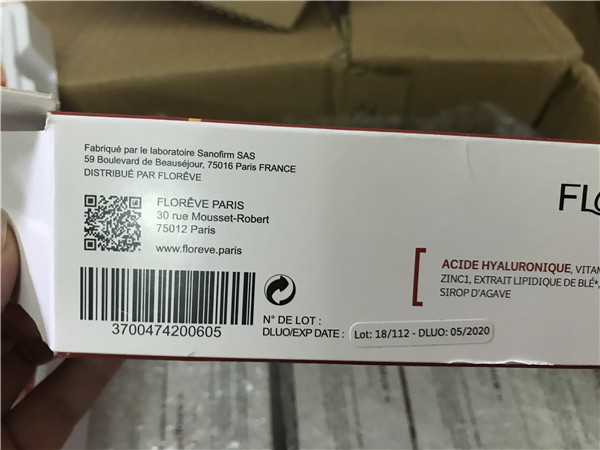 Fabriqué par le laboratoire Sanofirm SAS
59 Boulevard de Beauséjour, 75016 Paris FRANCE
DISTRIBUÉ PAR FLORÊVE
FLORÊVE PARIS
30 rue Mousset-Robert
75012 Paris
www.floreve.paris
3700474200605
N° DE LOT :
DLUO/EXP DATE :
Lot: 18/112 - DLUO: 05/2020
ACIDE HYALURONIQUE,
ZINC1, EXTRAIT LIPIDIQUE DE BLÉ*,
SIROP D'AGAVE